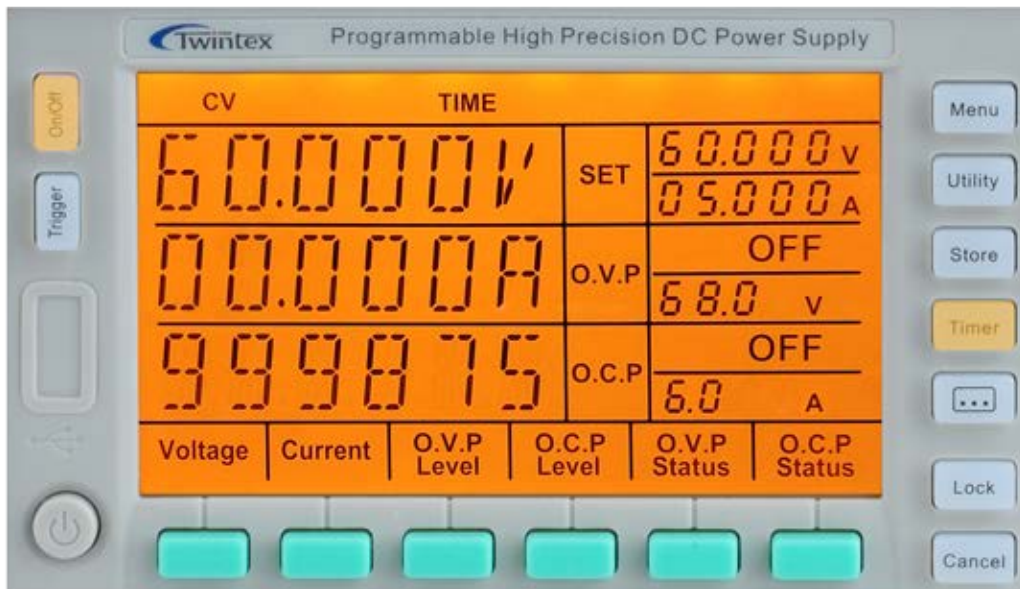 Twintex Programmable High Precision DC Power Supply
On/Off
Trigger
CV TIME
60.000V
SET
60.000 V
05.000 A
00.000A
O.V.P
OFF
68.0 V
999875
O.C.P
OFF
6.0 A
Voltage
Current
O.V.P
Level
O.C.P
Level
O.V.P
Status
O.C.P
Status
Menu
Utility
Store
Timer
Lock
Cancel